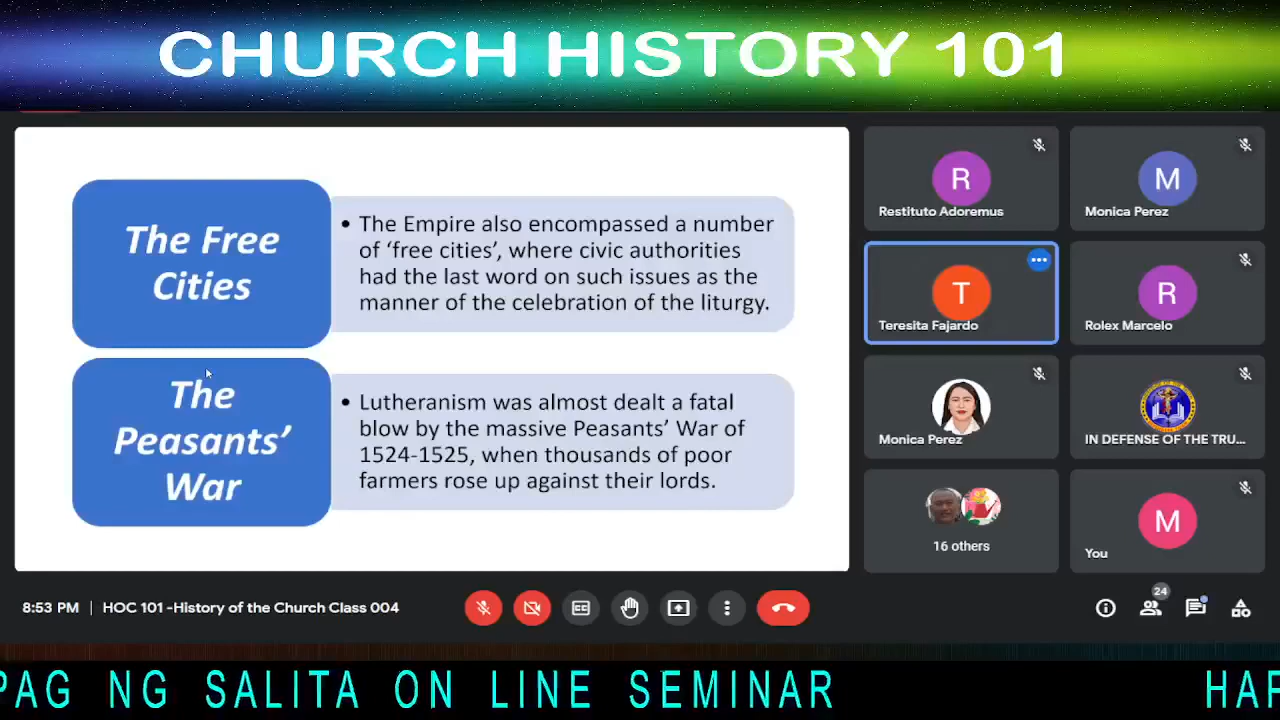 CHURCH HISTORY 101
The Free
Cities
• The Empire also encompassed a number
of ‘free cities’, where civic authorities
had the last word on such issues as the
manner of the celebration of the liturgy.
The
Peasants’
War
• Lutheranism was almost dealt a fatal
blow by the massive Peasants’ War of
1524-1525, when thousands of poor
farmers rose up against their lords.
R
Restituto Adoremus
M
Monica Perez
T
Teresita Fajardo
R
Rolex Marcelo
Monica Perez
IN DEFENSE OF THE TRU...
16 others
M
You
8:53 PM | HOC 101 -History of the Church Class 004
CC
24
PAG NG SALITA ON LINE SEMINAR